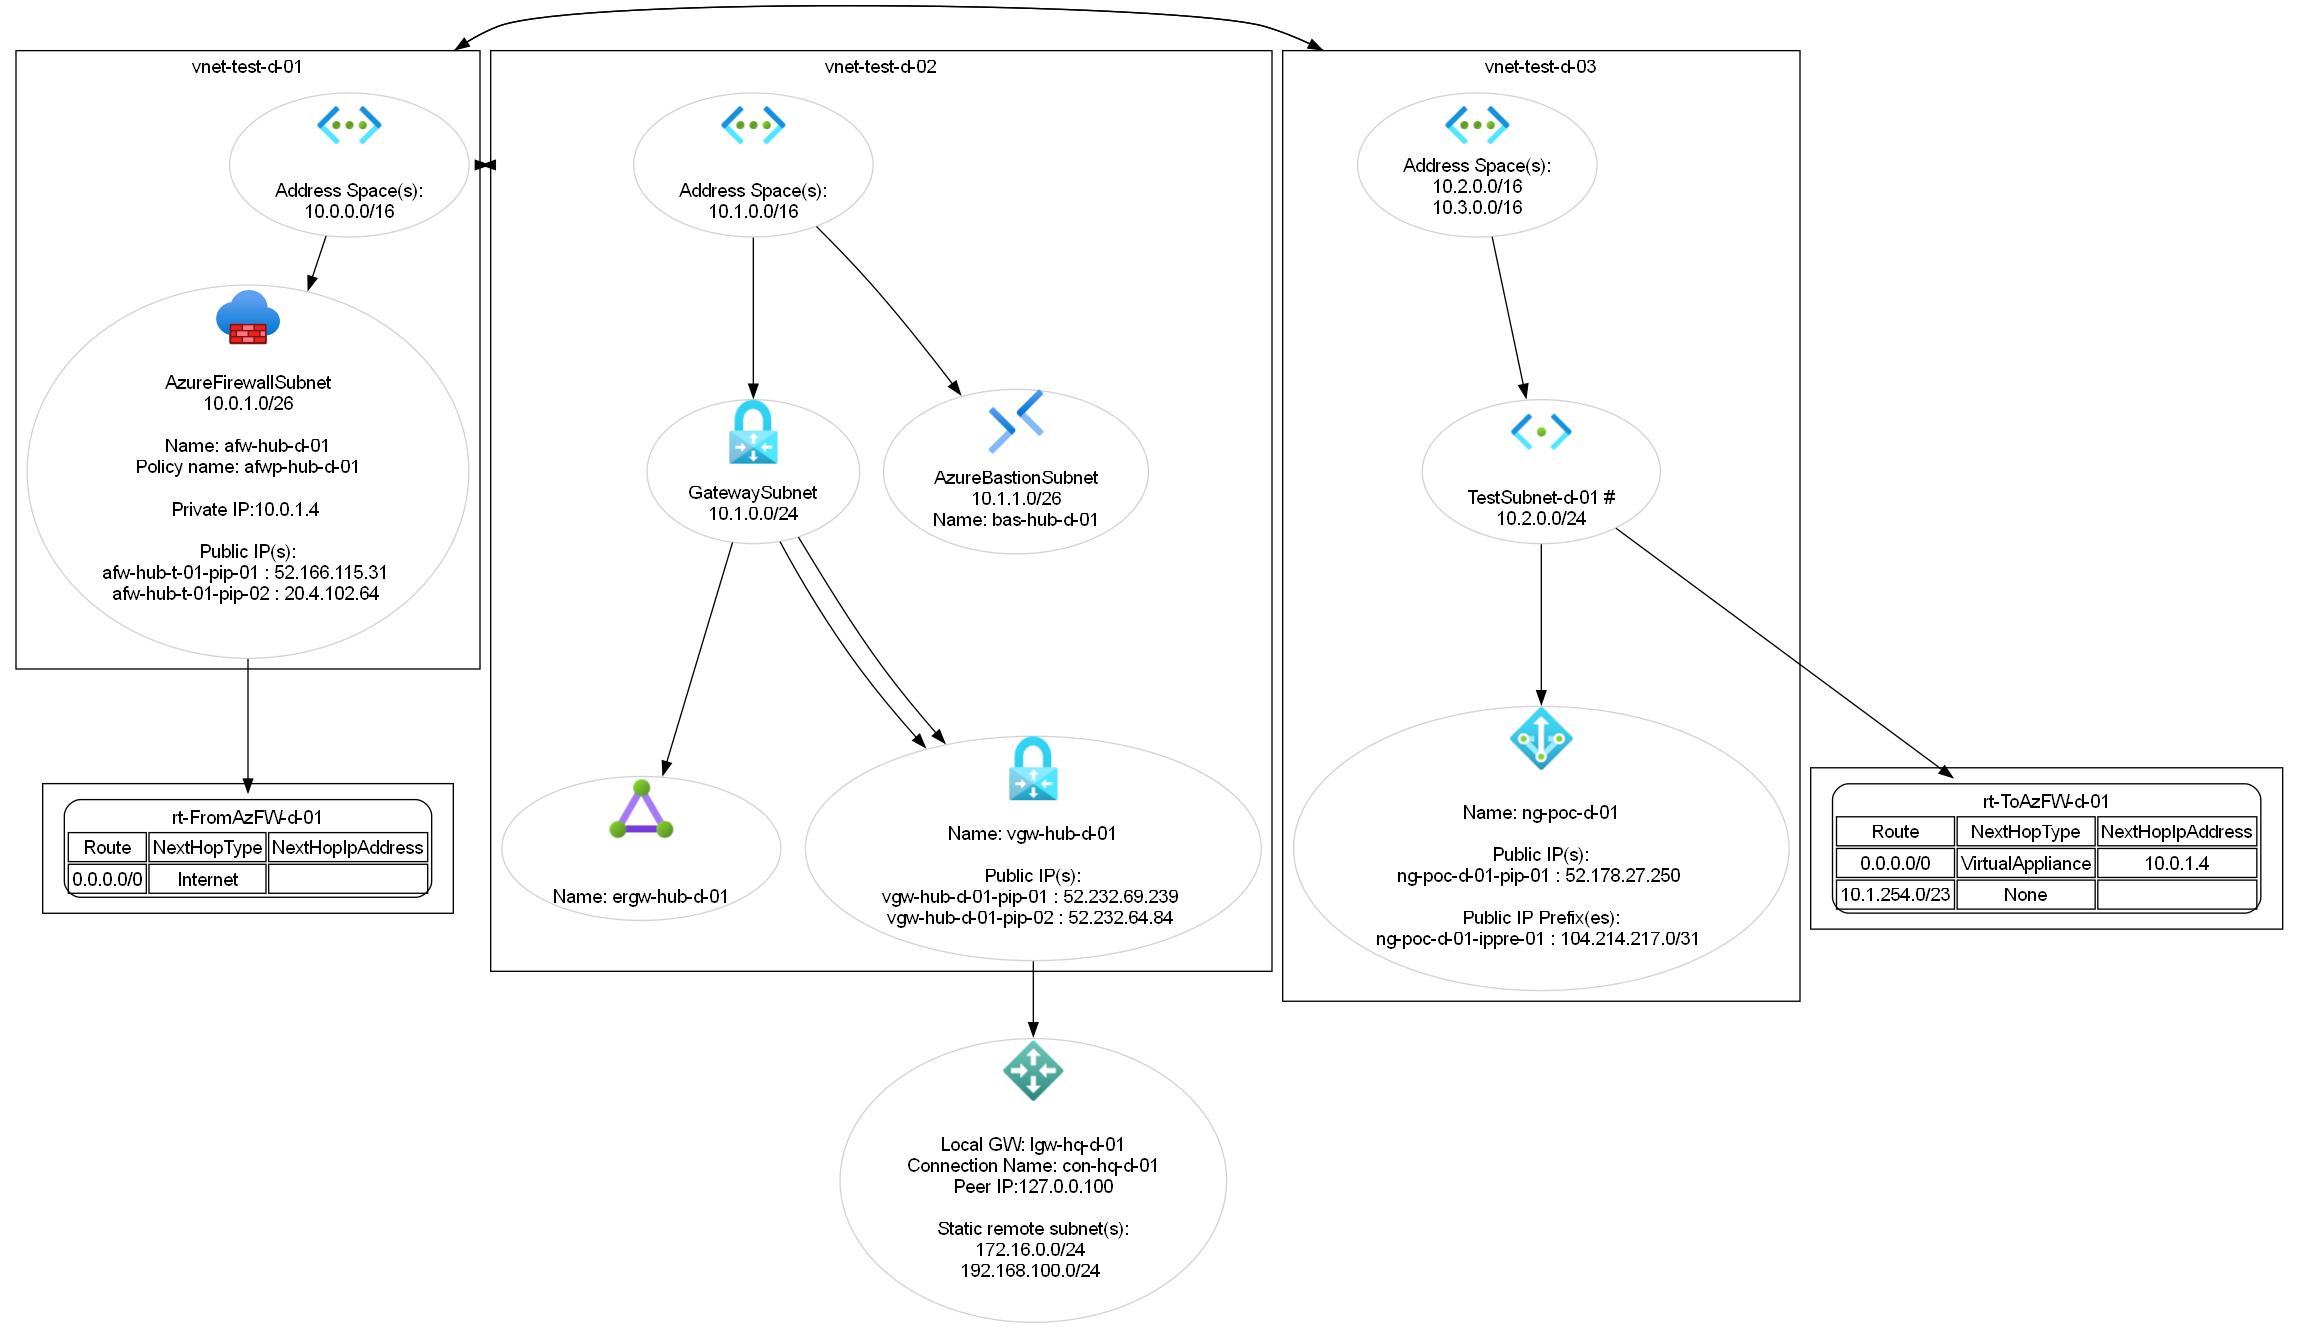 vnet-test-d-01
Address Space(s):
10.0.0.0/16
AzureFirewallSubnet
10.0.1.0/26
Name: afw-hub-d-01
Policy name: afwp-hub-d-01
Private IP:10.0.1.4
Public IP(s):
afw-hub-t-01-pip-01 : 52.166.115.31
afw-hub-t-01-pip-02 : 20.4.102.64
rt-FromAzFW-d-01
Route NextHopType NextHopIpAddress
0.0.0.0/0 Internet
vnet-test-d-02
Address Space(s):
10.1.0.0/16
GatewaySubnet
10.1.0.0/24
AzureBastionSubnet
10.1.1.0/26
Name: bas-hub-d-01
Name: ergw-hub-d-01
Name: vgw-hub-d-01
Public IP(s):
vgw-hub-d-01-pip-01 : 52.232.69.239
vgw-hub-d-01-pip-02 : 52.232.64.84
Local GW: lgw-hq-d-01
Connection Name: con-hq-d-01
Peer IP:127.0.0.100
Static remote subnet(s):
172.16.0.0/24
192.168.100.0/24
vnet-test-d-03
Address Space(s):
10.2.0.0/16
10.3.0.0/16
TestSubnet-d-01 #
10.2.0.0/24
Name: ng-poc-d-01
Public IP(s):
ng-poc-d-01-pip-01 : 52.178.27.250
Public IP Prefix(es):
ng-poc-d-01-ippre-01 : 104.214.217.0/31
rt-ToAzFW-d-01
Route NextHopType NextHopIpAddress
0.0.0.0/0 VirtualAppliance 10.0.1.4
10.1.254.0/23 None